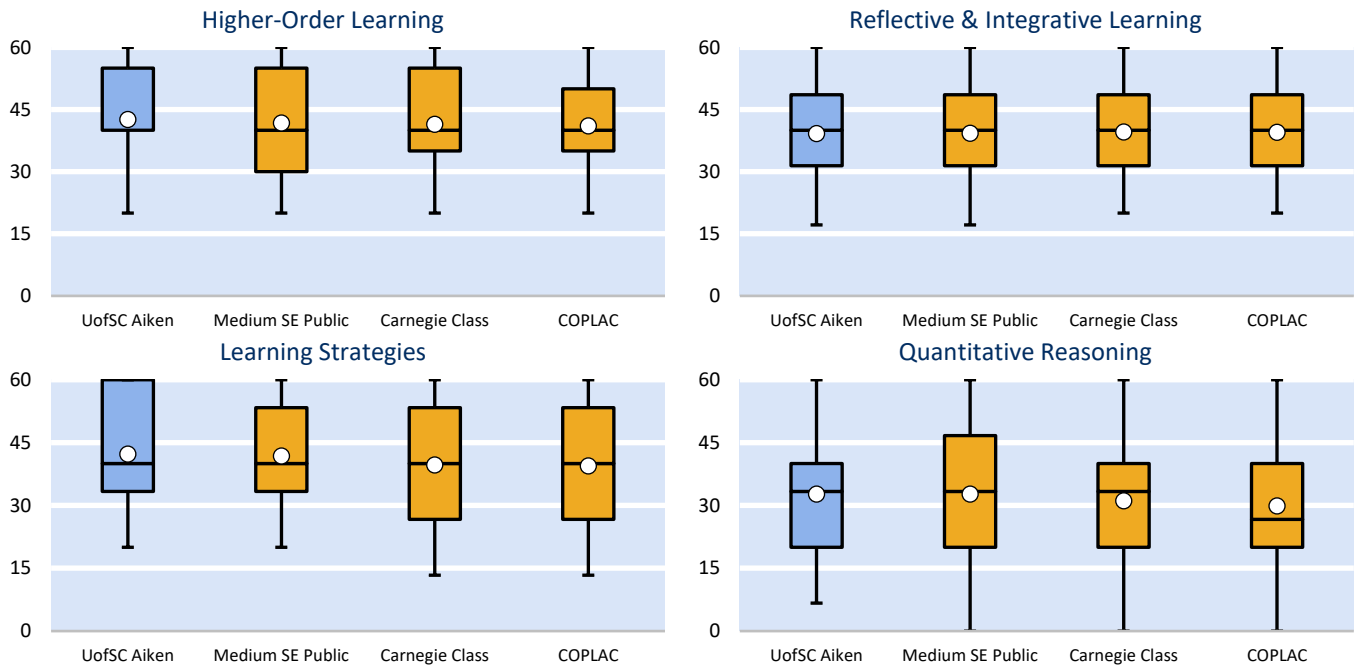 Higher-Order Learning
60
45
30
15
0
UofSC Aiken Medium SE Public Carnegie Class COPLAC
Reflective & Integrative Learning
60
45
30
15
0
UofSC Aiken Medium SE Public Carnegie Class COPLAC
Learning Strategies
60
45
30
15
0
UofSC Aiken Medium SE Public Carnegie Class COPLAC
Quantitative Reasoning
60
45
30
15
0
UofSC Aiken Medium SE Public Carnegie Class COPLAC